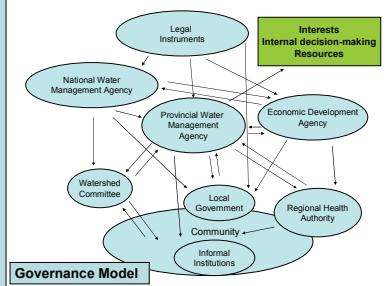 Legal
Instruments
Interests
Internal decision-making
Resources
National Water
Management Agency
Provincial Water
Management
Agency
Economic Development
Agency
Watershed
Committee
Local
Government
Regional Health
Authority
Community
Informal
Institutions
Governance Model